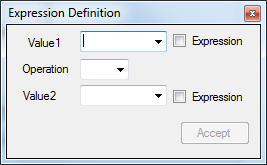 Expression Definition
Value1 Expression
Operation
Value2 Expression
Accept